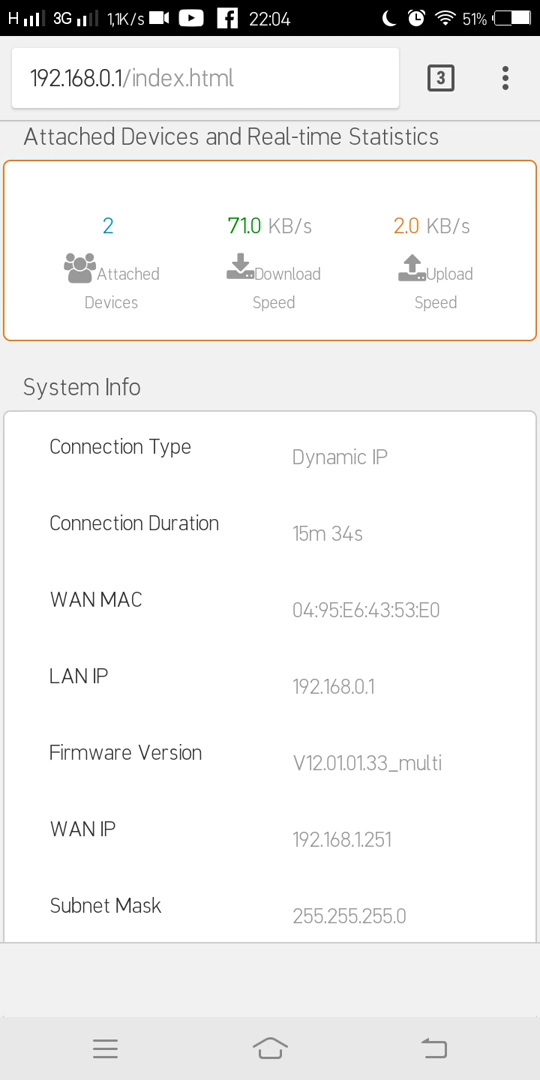 H 3G 1,1K/s 22:04 51%
192.168.0.1/index.html 3
Attached Devices and Real-time Statistics
2 71.0 KB/s 2.0 KB/s
Attached Download Upload
Devices Speed Speed
System Info
Connection Type Dynamic IP
Connection Duration 15m 34s
WAN MAC 04:95:E6:43:53:E0
LAN IP 192.168.0.1
Firmware Version V12.01.01.33_multi
WAN IP 192.168.1.251
Subnet Mask 255.255.255.0